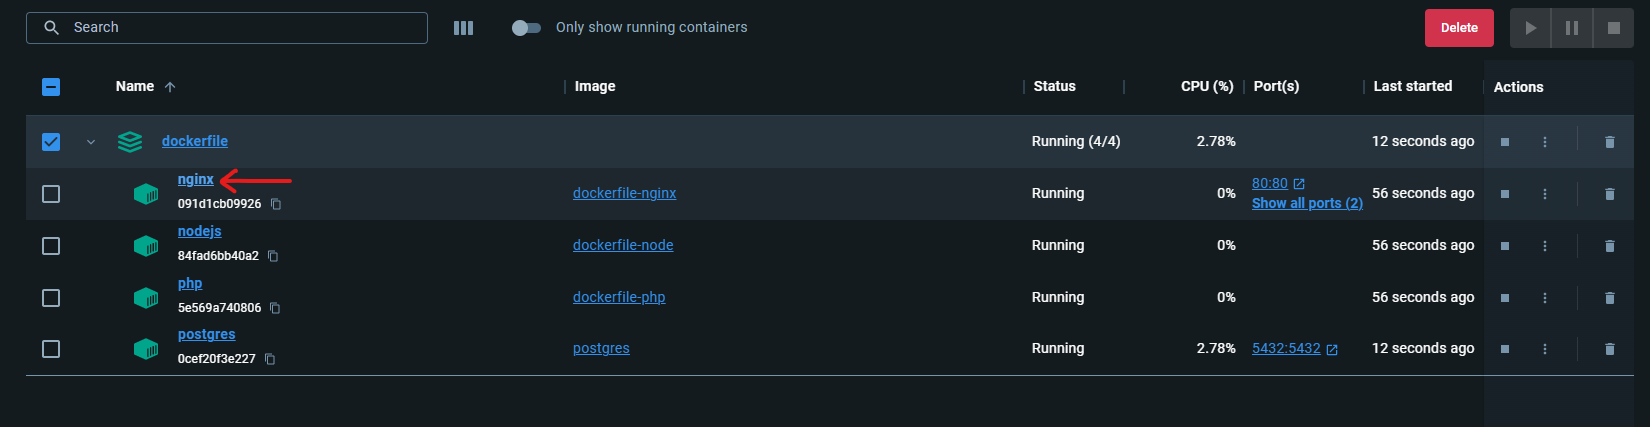 Search
Only show running containers
Delete
Name Image Status CPU (%) Port(s) Last started Actions
dockerfile Running (4/4) 2.78% 12 seconds ago
nginx
091d1cb09926
dockerfile-nginx Running 0% 80:80
Show all ports (2)
56 seconds ago
nodejs
84fad6bb40a2
dockerfile-node Running 0% 56 seconds ago
php
5e569a740806
dockerfile-php Running 0% 56 seconds ago
postgres
0cef20f3e227
postgres Running 2.78% 5432:5432 12 seconds ago